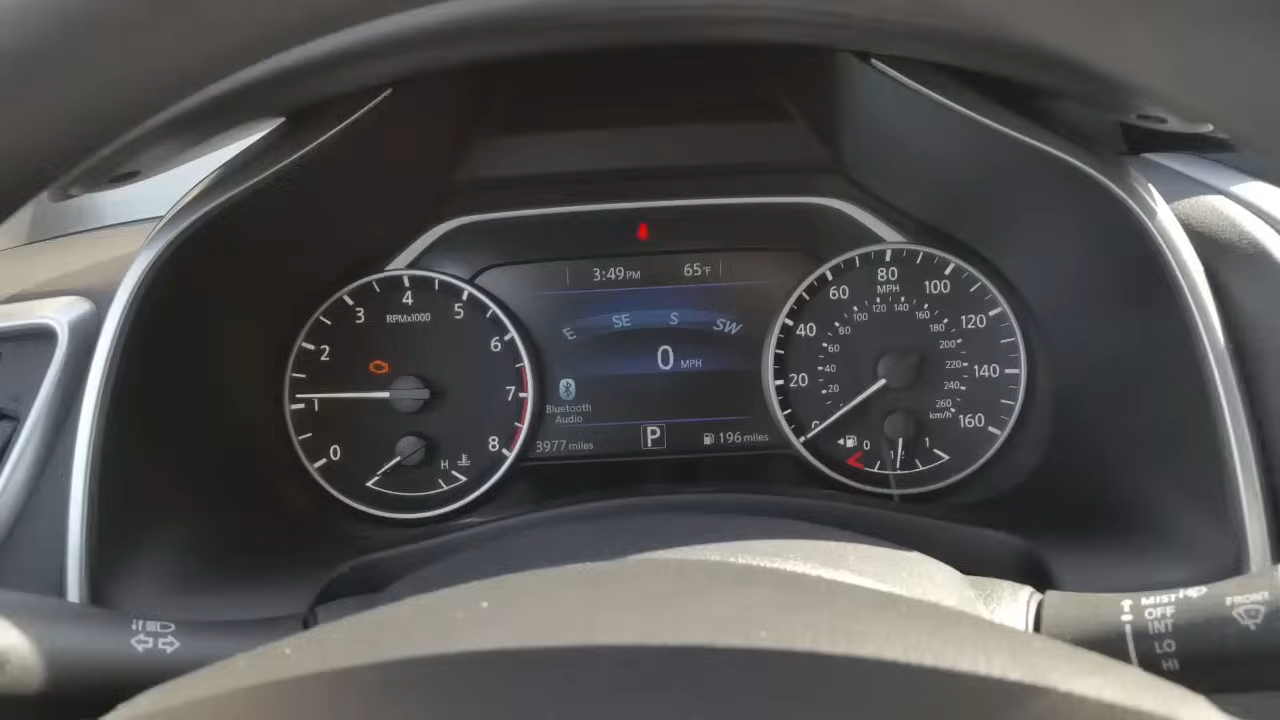 3:49 PM 65°F
E SE S SW
0 MPH
Bluetooth
Audio
3977 miles
P
196 miles
RPMx1000
0 1 2 3 4 5 6 7 8
H
MPH
0 20 40 60 80 100 120 140 160
20 40 60 80 100 120 140 160 180 200 220 240 260
km/h
0 1
MIST
OFF
INT
LO
HI
FRONT